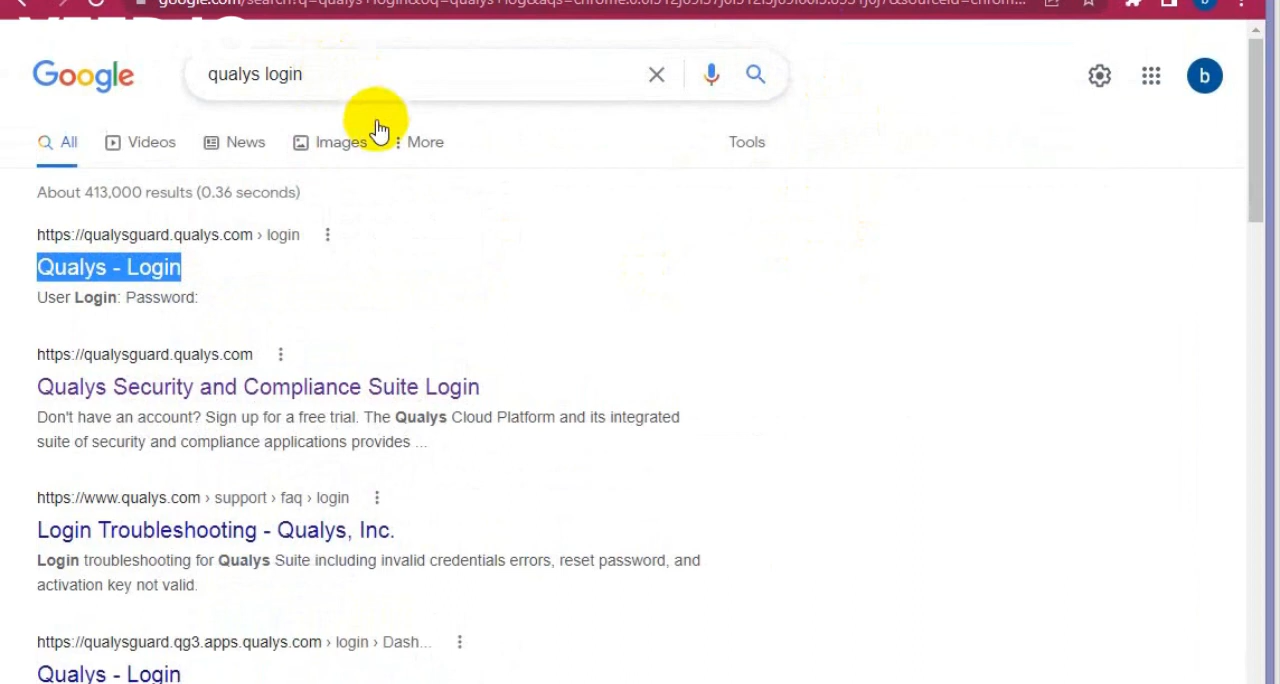 qualys login
Google
b
All
Videos
News
Images
More
Tools
About 413,000 results (0.36 seconds)
https://qualysguard.qualys.com › login
Qualys - Login
User Login: Password:
https://qualysguard.qualys.com
Qualys Security and Compliance Suite Login
Don't have an account? Sign up for a free trial. The Qualys Cloud Platform and its integrated
suite of security and compliance applications provides ...
https://www.qualys.com › support › faq › login
Login Troubleshooting - Qualys, Inc.
Login troubleshooting for Qualys Suite including invalid credentials errors, reset password, and
activation key not valid.
https://qualysguard.qg3.apps.qualys.com › login › Dash...
Qualys - Login